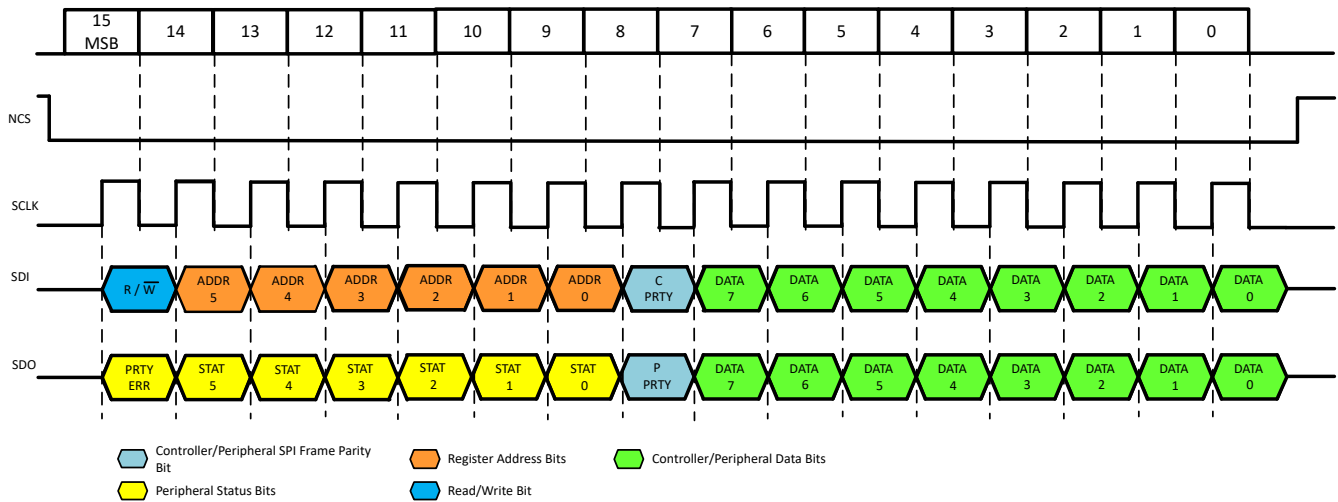 15
MSB
14
13
12
11
10
9
8
7
6
5
4
3
2
1
0
NCS
SCLK
SDI
R / W̅
ADDR
5
ADDR
4
ADDR
3
ADDR
2
ADDR
1
ADDR
0
C
PRTY
DATA
7
DATA
6
DATA
5
DATA
4
DATA
3
DATA
2
DATA
1
DATA
0
SDO
PRTY
ERR
STAT
5
STAT
4
STAT
3
STAT
2
STAT
1
STAT
0
P
PRTY
DATA
7
DATA
6
DATA
5
DATA
4
DATA
3
DATA
2
DATA
1
DATA
0
Controller/Peripheral SPI Frame Parity
Bit
Register Address Bits
Controller/Peripheral Data Bits
Peripheral Status Bits
Read/Write Bit